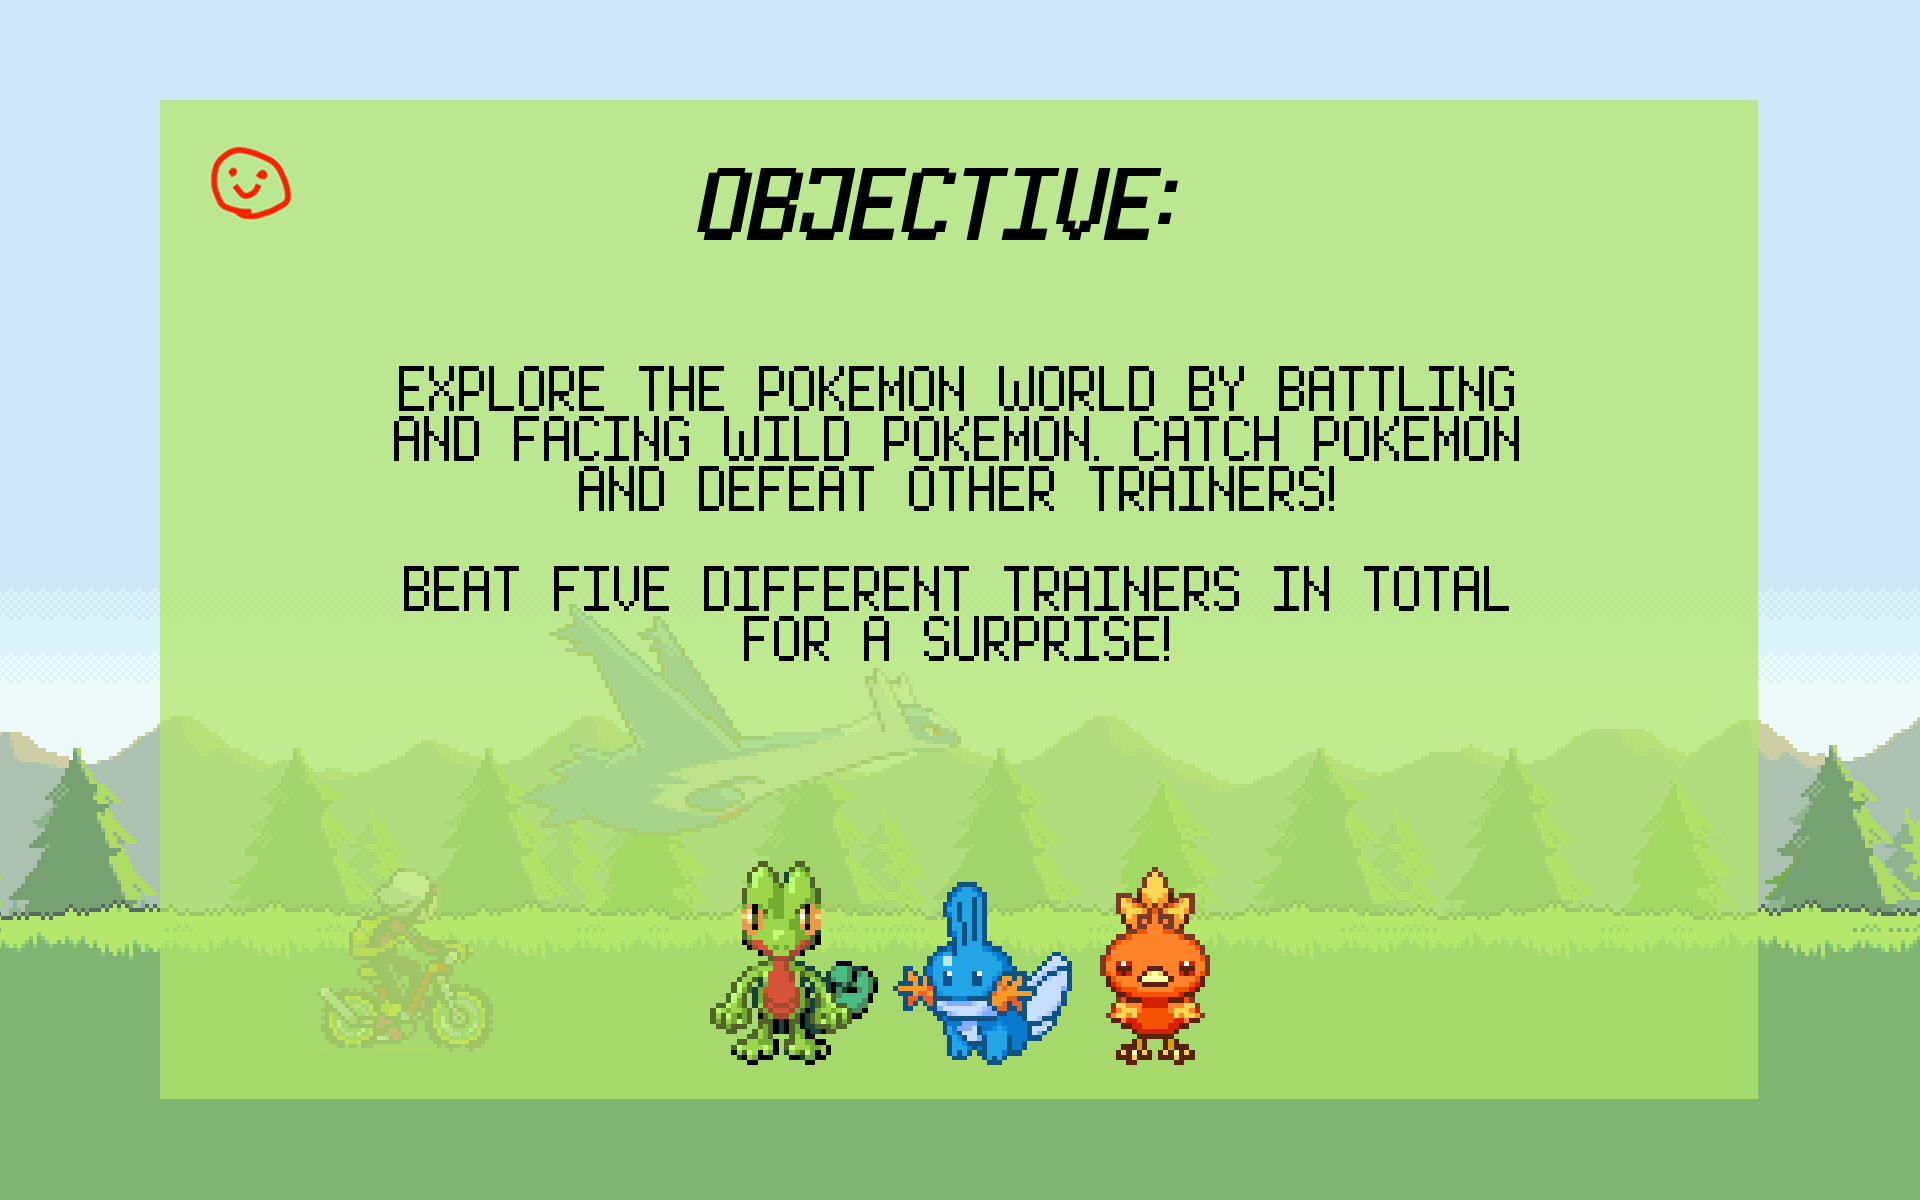 OBJECTIVE:
EXPLORE THE POKEMON WORLD BY BATTLING
AND FACING WILD POKEMON. CATCH POKEMON
AND DEFEAT OTHER TRAINERS!
BEAT FIVE DIFFERENT TRAINERS IN TOTAL
FOR A SURPRISE!